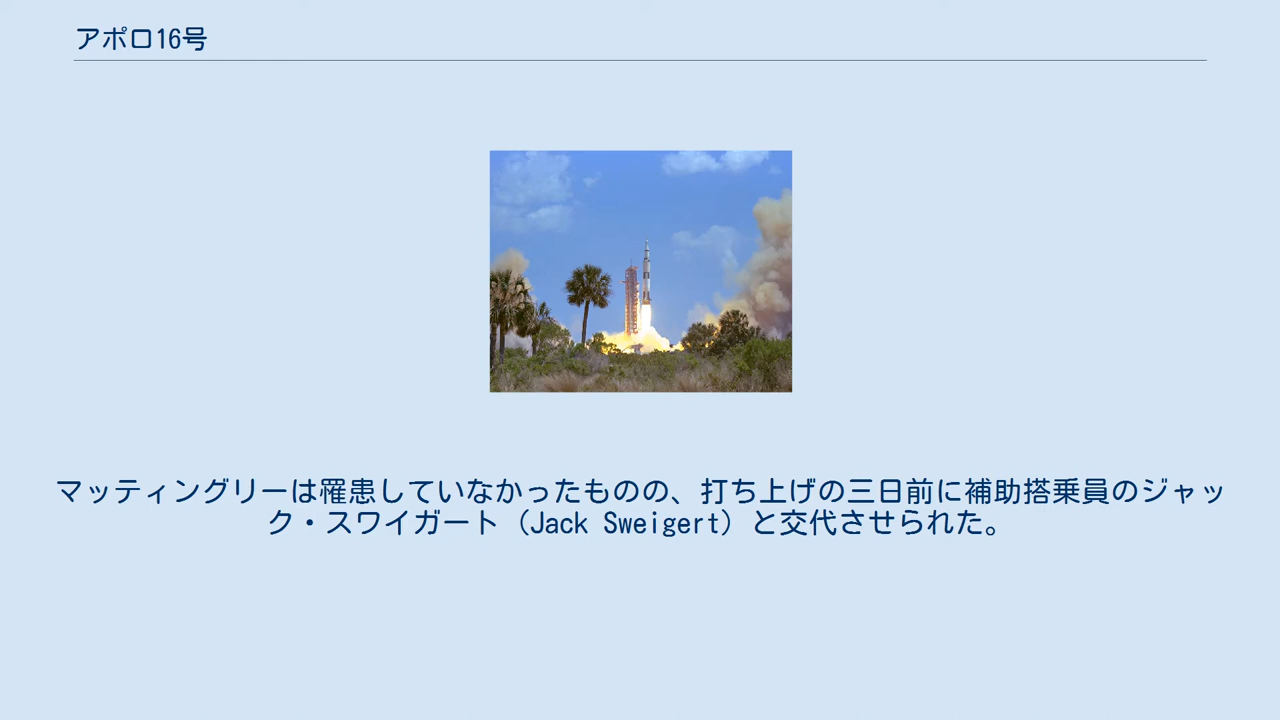 アポロ16号
マッティングリーは罹患していなかったものの、打ち上げの三日前に補助搭乗員のジャッ
ク・スワイガート（Jack Sweigert）と交代させられた。